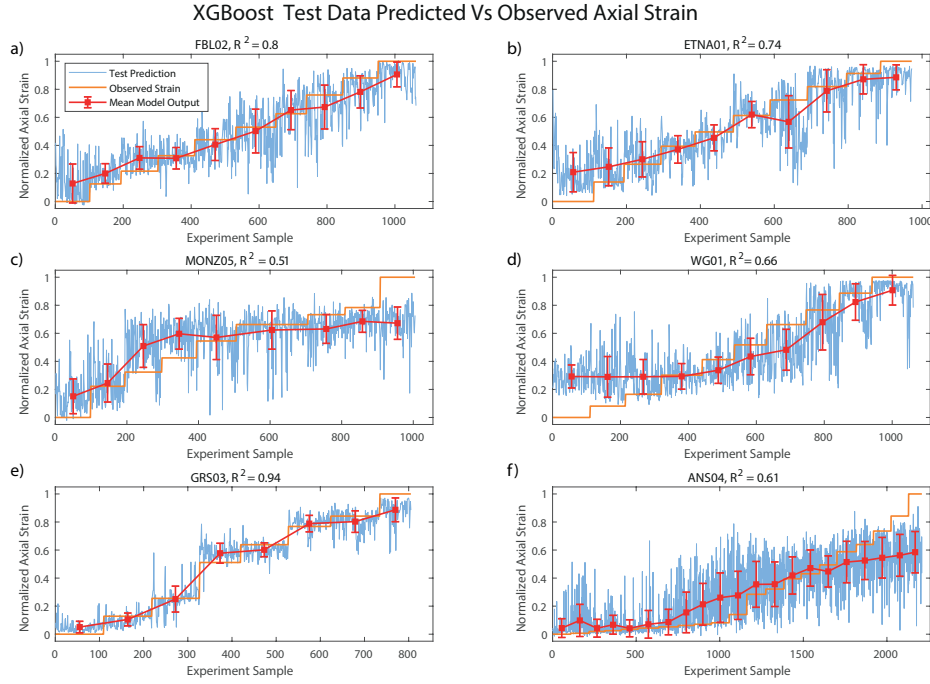 XGBoost Test Data Predicted Vs Observed Axial Strain
a)
FBL02, R² = 0.8
Normalized Axial Strain
1
0.8
0.6
0.4
0.2
0
Test Prediction
Observed Strain
Mean Model Output
0 200 400 600 800 1000
Experiment Sample
b)
ETNA01, R² = 0.74
Normalized Axial Strain
1
0.8
0.6
0.4
0.2
0
0 200 400 600 800 1000
Experiment Sample
c)
MONZ05, R² = 0.51
Normalized Axial Strain
1
0.8
0.6
0.4
0.2
0
0 200 400 600 800 1000
Experiment Sample
d)
WG01, R² = 0.66
Normalized Axial Strain
1
0.8
0.6
0.4
0.2
0
0 200 400 600 800 1000
Experiment Sample
e)
GRS03, R² = 0.94
Normalized Axial Strain
1
0.8
0.6
0.4
0.2
0
0 100 200 300 400 500 600 700 800
Experiment Sample
f)
ANS04, R² = 0.61
Normalized Axial Strain
1
0.8
0.6
0.4
0.2
0
0 500 1000 1500 2000
Experiment Sample